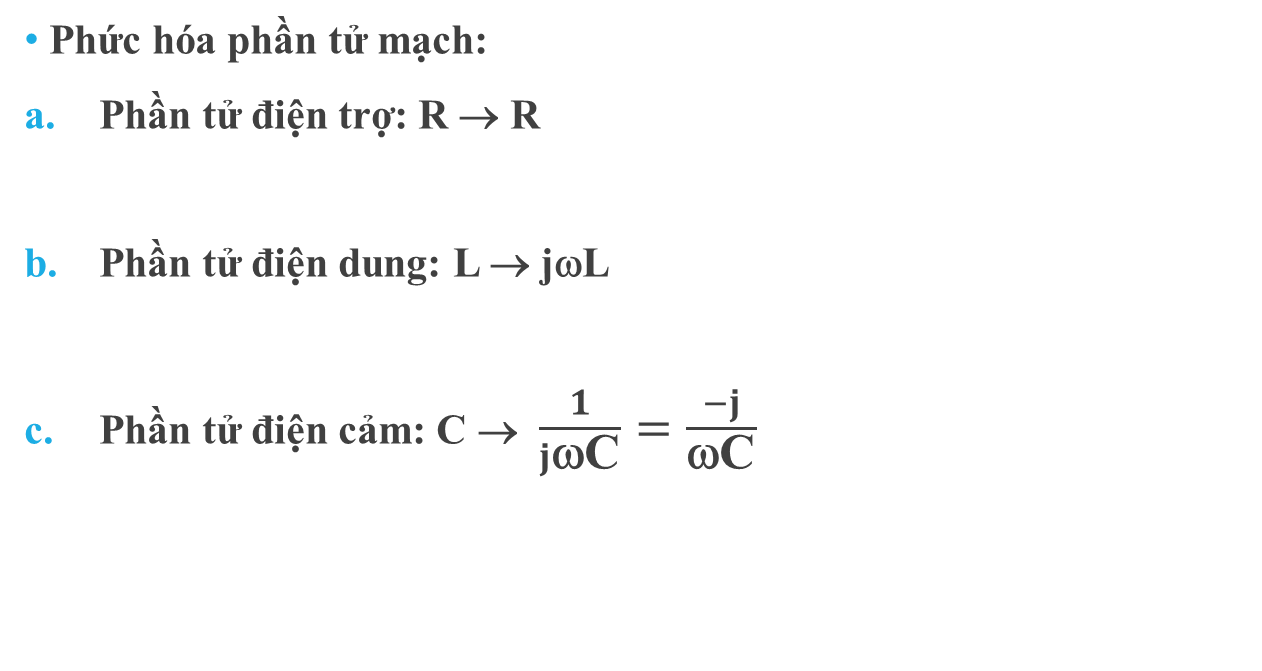 • Phức hóa phần tử mạch:
a. Phần tử điện trợ: R → R
b. Phần tử điện dung: L → jωL
c. Phần tử điện cảm: C → 1/jωC = −j/ωC